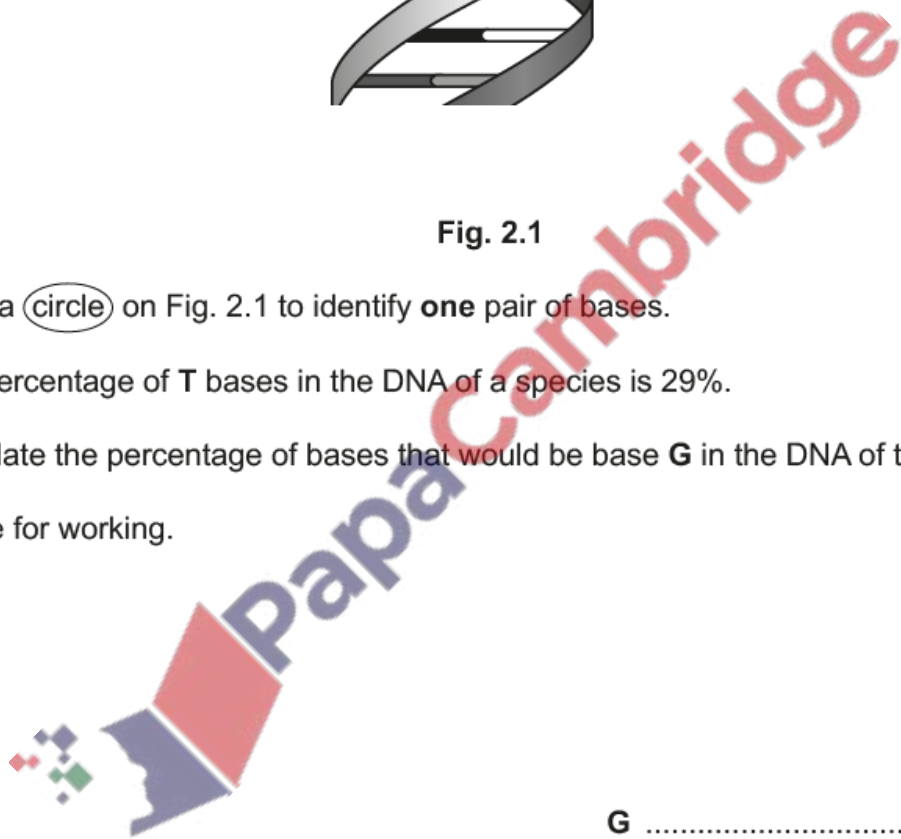 Fig. 2.1
a circle on Fig. 2.1 to identify one pair of bases.
ercentage of T bases in the DNA of a species is 29%.
late the percentage of bases that would be base G in the DNA of t
e for working.
PapaCambridge
G ..............................